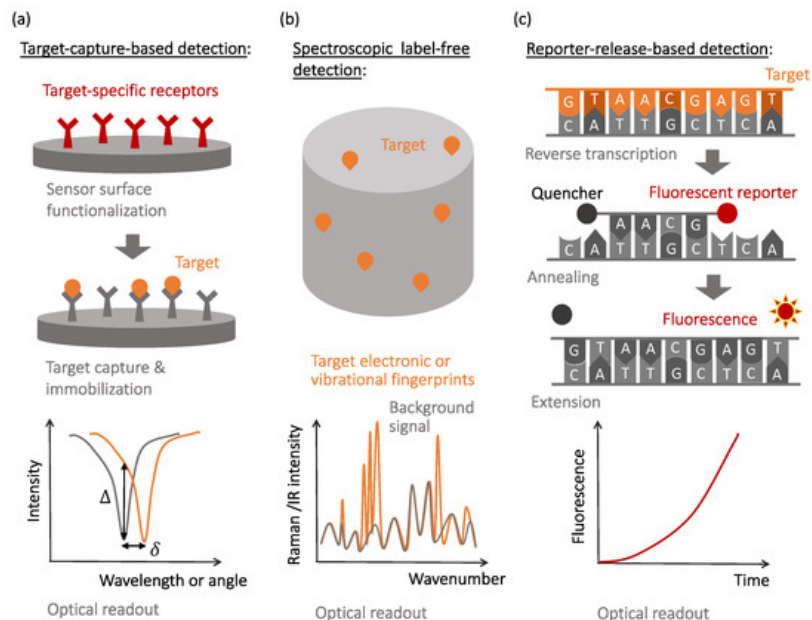 (a)
Target-capture-based detection:
Target-specific receptors
Sensor surface
functionalization
Target
Target capture &
immobilization
Intensity
Δ
δ
Wavelength or angle
Optical readout
(b)
Spectroscopic label-free
detection:
Target
Target electronic or
vibrational fingerprints
Background
signal
Raman /IR intensity
Wavenumber
Optical readout
(c)
Reporter-release-based detection:
Target
G T A A C G A G T
C A T T G C T C A
Reverse transcription
Quencher
Fluorescent reporter
A A C G
C A T T G C T C A
Annealing
Fluorescence
G T A A C G A G T
C A T T G C T C A
Extension
Fluorescence
Time
Optical readout